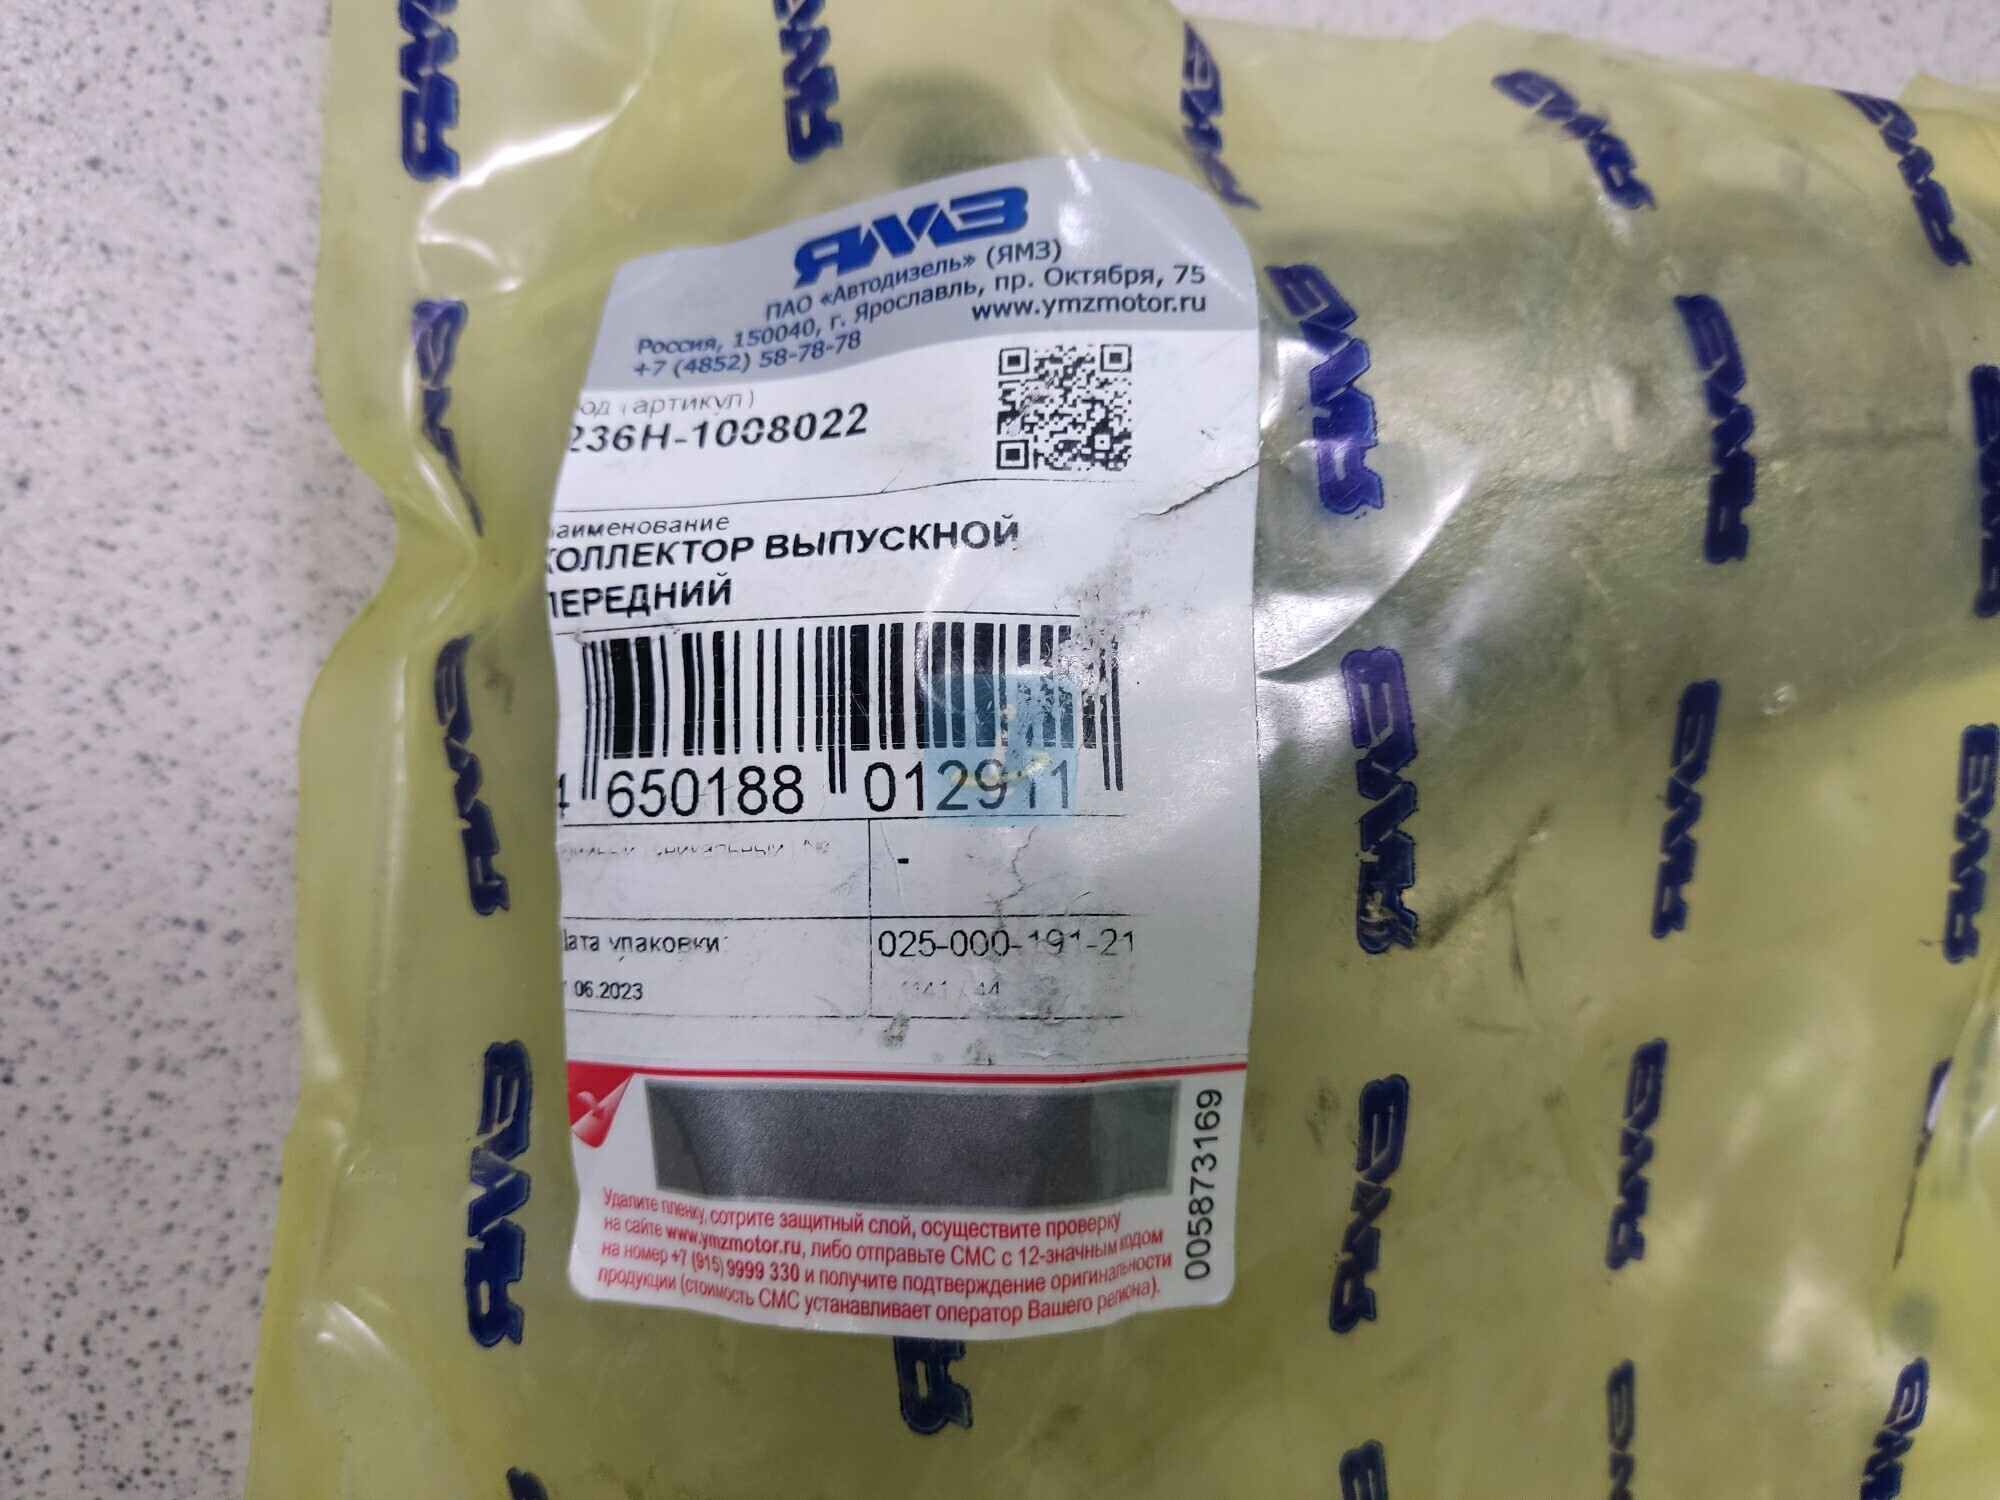 ЯМЗ
ПАО «Автодизель» (ЯМЗ)
Россия, 150040, г. Ярославль, пр. Октября, 75
+7 (4852) 58-78-78
www.ymzmotor.ru
код (артикул)
236Н-1008022
наименование
КОЛЛЕКТОР ВЫПУСКНОЙ
ПЕРЕДНИЙ
4 650188 012911
-
Дата упаковки:
025-000-191-21
06.2023
Удалите пленку, сотрите защитный слой, осуществите проверку
на сайте www.ymzmotor.ru, либо отправьте СМС с 12-значным кодом
на номер +7 (915) 9999 330 и получите подтверждение оригинальности
продукции (стоимость СМС устанавливает оператор Вашего региона).
005873169